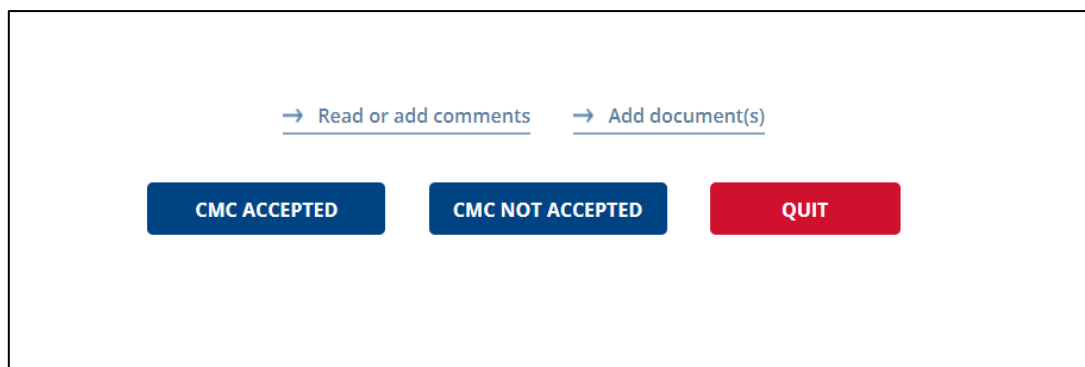 Read or add comments Add document(s)
CMC ACCEPTED CMC NOT ACCEPTED QUIT